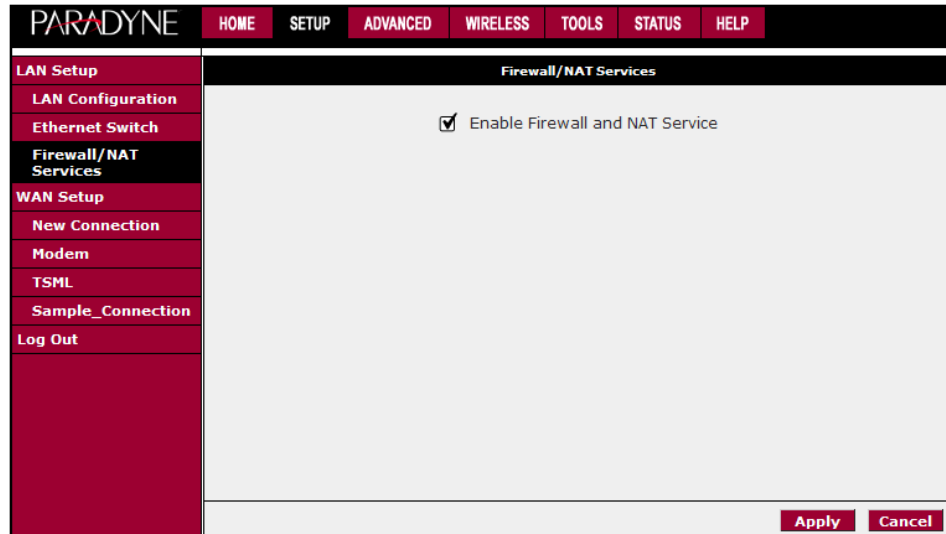 PARADYNE
HOME SETUP ADVANCED WIRELESS TOOLS STATUS HELP
LAN Setup
LAN Configuration
Ethernet Switch
Firewall/NAT
Services
WAN Setup
New Connection
Modem
TSML
Sample_Connection
Log Out
Firewall/NAT Services
Enable Firewall and NAT Service
Apply Cancel